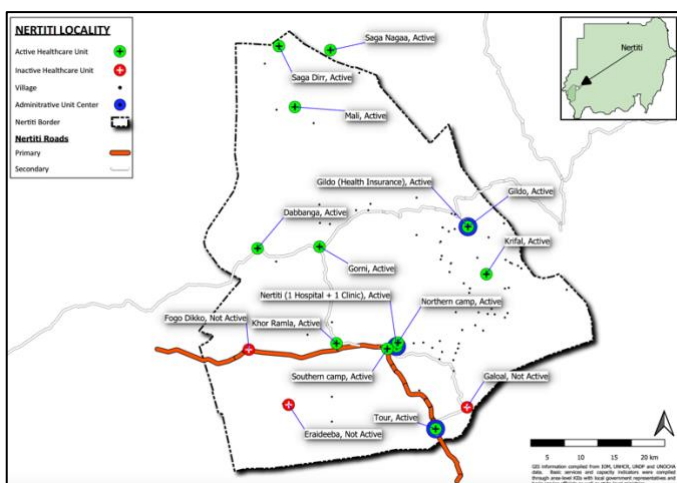 NERTITI LOCALITY
Active Healthcare Unit
Inactive Healthcare Unit
Village
Adminitrative Unit Center
Nertiti Border
Nertiti Roads
Primary
Secondary
Saga Nagaa, Active
Saga Dirr, Active
Mali, Active
Nertiti
Gildo (Health Insurance), Active
Gildo, Active
Dabbanga, Active
Krifal, Active
Gorni, Active
Nertiti (1 Hospital + 1 Clinic), Active
Northern camp, Active
Fogo Dikko, Not Active
Khor Ramla, Active
Southern camp, Active
Galoal, Not Active
Tour, Active
Eraideeba, Not Active
5 10 15 20 km
GIS information compiled from IOM, UNHCR, UNDP and UNOCHA
data. Basic services and capacity indicators were compiled
through area-level KIIs with local government representatives and